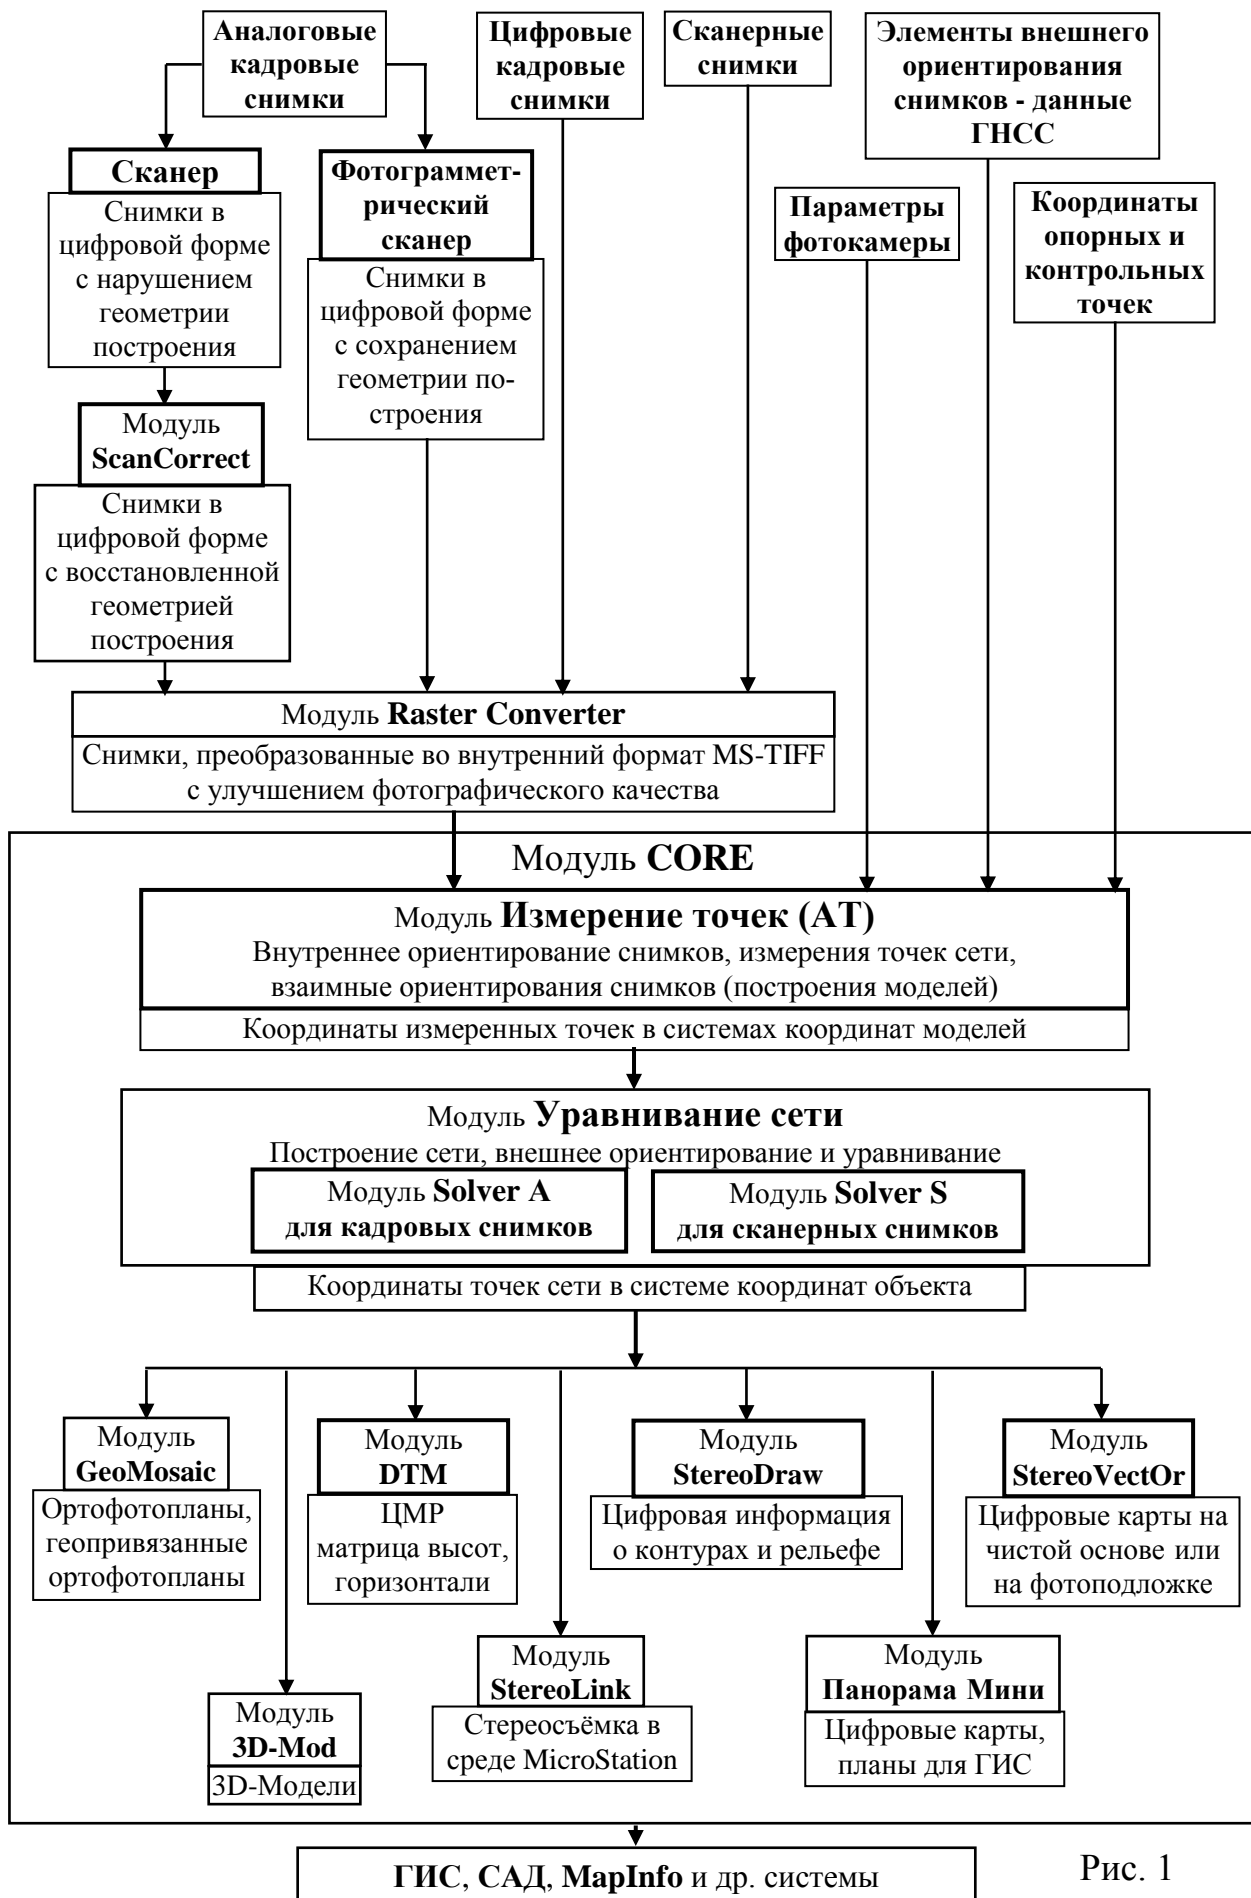 Аналоговые
кадровые
снимки
Цифровые
кадровые
снимки
Сканерные
снимки
Элементы внешнего
ориентирования
снимков - данные
ГНСС
Сканер
Снимки в
цифровой форме
с нарушением
геометрии
построения
Фотограммет-
рический
сканер
Снимки в
цифровой форме
с сохранением
геометрии по-
строения
Параметры
фотокамеры
Координаты
опорных и
контрольных
точек
Модуль
ScanCorrect
Снимки в
цифровой форме
с восстановленной
геометрией
построения
Модуль Raster Converter
Снимки, преобразованные во внутренний формат MS-TIFF
с улучшением фотографического качества
Модуль CORE
Модуль Измерение точек (АТ)
Внутреннее ориентирование снимков, измерения точек сети,
взаимные ориентирования снимков (построения моделей)
Координаты измеренных точек в системах координат моделей
Модуль Уравнивание сети
Построение сети, внешнее ориентирование и уравнивание
Модуль Solver A
для кадровых снимков
Модуль Solver S
для сканерных снимков
Координаты точек сети в системе координат объекта
Модуль
GeoMosaic
Ортофотопланы,
геопривязанные
ортофотопланы
Модуль
DTM
ЦМР
матрица высот,
горизонтали
Модуль
StereoDraw
Цифровая информация
о контурах и рельефе
Модуль
StereoVectOr
Цифровые карты на
чистой основе или
на фотоподложке
Модуль
3D-Mod
3D-Модели
Модуль
StereoLink
Стереосъёмка в
среде MicroStation
Модуль
Панорама Мини
Цифровые карты,
планы для ГИС
ГИС, САД, MapInfo и др. системы
Рис. 1